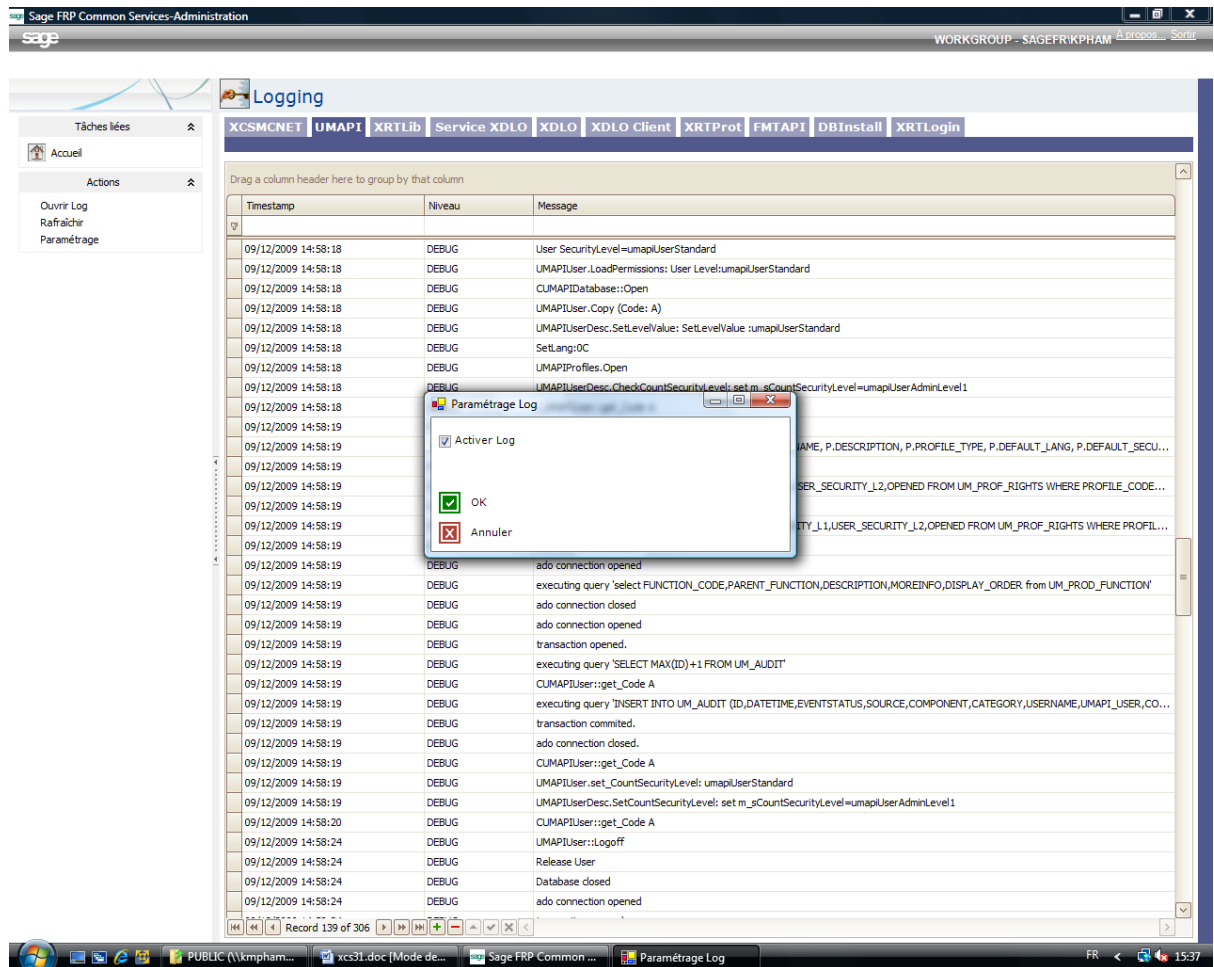 Sage FRP Common Services-Administration
sage
WORKGROUP - SAGEFR\KPHAM A propos... Sortir
Logging
Tâches liées
Accueil
Actions
Ouvrir Log
Rafraîchir
Paramétrage
XCSMCNET UMAPI XRTLib Service XDLO XDLO XDLO Client XRTProt FMTAPI DBInstall XRTLogin
Drag a column header here to group by that column
Timestamp Niveau Message
09/12/2009 14:58:18 DEBUG User SecurityLevel=umapiUserStandard
09/12/2009 14:58:18 DEBUG UMAPIUser.LoadPermissions: User Level:umapiUserStandard
09/12/2009 14:58:18 DEBUG CUMAPIDatabase::Open
09/12/2009 14:58:18 DEBUG UMAPIUser.Copy (Code: A)
09/12/2009 14:58:18 DEBUG UMAPIUserDesc.SetLevelValue: SetLevelValue :umapiUserStandard
09/12/2009 14:58:18 DEBUG SetLang:0C
09/12/2009 14:58:18 DEBUG UMAPIProfiles.Open
09/12/2009 14:58:18 DEBUG UMAPIUserDesc.CheckCountSecurityLevel: set m_sCountSecurityLevel=umapiUserAdminLevel1
09/12/2009 14:58:18
09/12/2009 14:58:19
09/12/2009 14:58:19 NAME, P.DESCRIPTION, P.PROFILE_TYPE, P.DEFAULT_LANG, P.DEFAULT_SECU...
09/12/2009 14:58:19
09/12/2009 14:58:19 SER_SECURITY_L2,OPENED FROM UM_PROF_RIGHTS WHERE PROFILE_CODE...
09/12/2009 14:58:19
09/12/2009 14:58:19 ITY_L1,USER_SECURITY_L2,OPENED FROM UM_PROF_RIGHTS WHERE PROFIL...
09/12/2009 14:58:19
Paramétrage Log
Activer Log
OK
Annuler
09/12/2009 14:58:19 DEBUG ado connection opened
09/12/2009 14:58:19 DEBUG executing query 'select FUNCTION_CODE,PARENT_FUNCTION,DESCRIPTION,MOREINFO,DISPLAY_ORDER from UM_PROD_FUNCTION'
09/12/2009 14:58:19 DEBUG ado connection closed
09/12/2009 14:58:19 DEBUG ado connection opened
09/12/2009 14:58:19 DEBUG transaction opened.
09/12/2009 14:58:19 DEBUG executing query 'SELECT MAX(ID)+1 FROM UM_AUDIT'
09/12/2009 14:58:19 DEBUG CUMAPIUser::get_Code A
09/12/2009 14:58:19 DEBUG executing query 'INSERT INTO UM_AUDIT (ID,DATETIME,EVENTSTATUS,SOURCE,COMPONENT,CATEGORY,USERNAME,UMAPI_USER,CO...
09/12/2009 14:58:19 DEBUG transaction commited.
09/12/2009 14:58:19 DEBUG ado connection closed.
09/12/2009 14:58:19 DEBUG CUMAPIUser::get_Code A
09/12/2009 14:58:19 DEBUG UMAPIUser.set_CountSecurityLevel: umapiUserStandard
09/12/2009 14:58:19 DEBUG UMAPIUserDesc.SetCountSecurityLevel: set m_sCountSecurityLevel=umapiUserAdminLevel1
09/12/2009 14:58:20 DEBUG CUMAPIUser::get_Code A
09/12/2009 14:58:24 DEBUG UMAPIUser::Logoff
09/12/2009 14:58:24 DEBUG Release User
09/12/2009 14:58:24 DEBUG Database closed
09/12/2009 14:58:24 DEBUG ado connection opened
Record 139 of 306
PUBLIC (\\kmpham... xcs31.doc [Mode de... Sage FRP Common ... Paramétrage Log FR 15:37